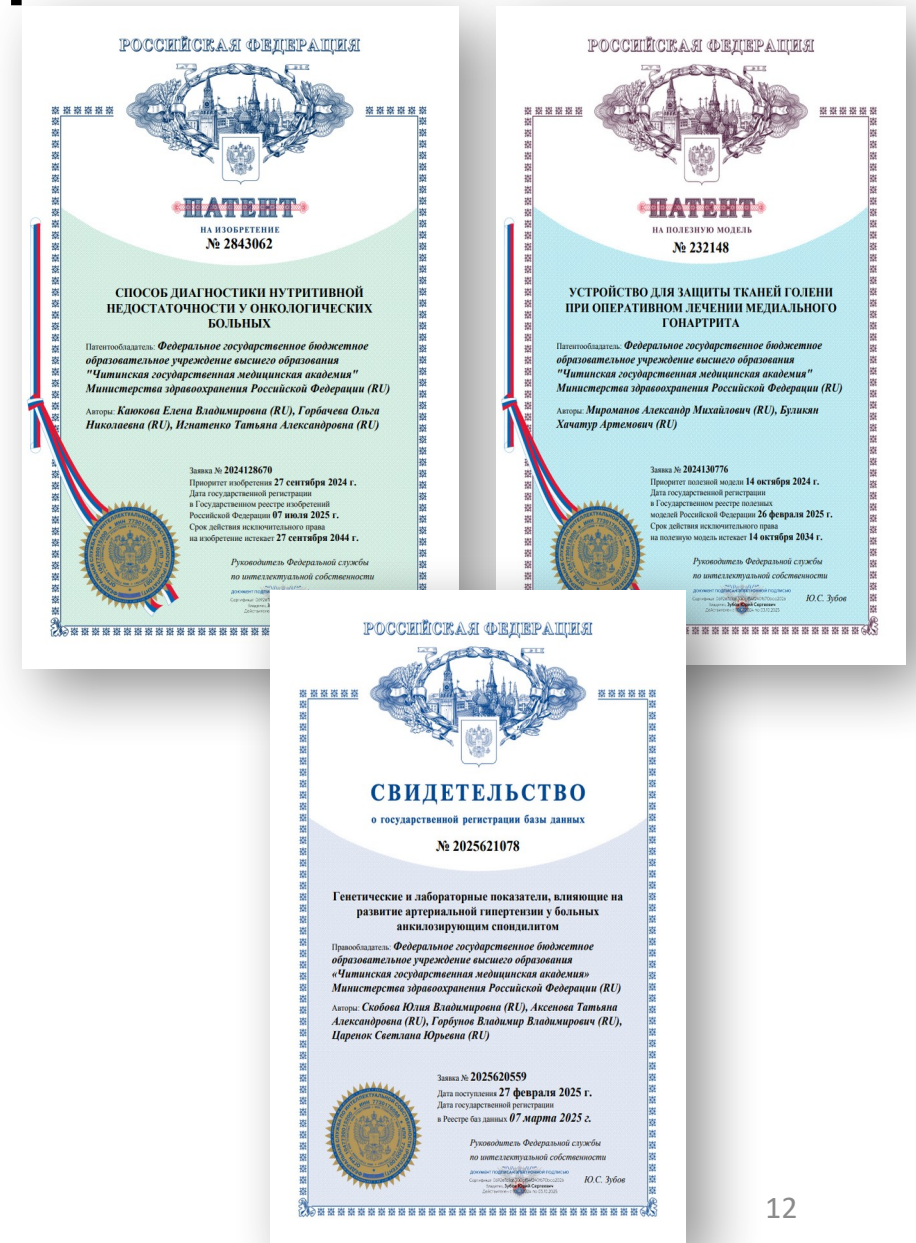 РОССИЙСКАЯ ФЕДЕРАЦИЯ
ПАТЕНТ
НА ИЗОБРЕТЕНИЕ
№ 2843062
СПОСОБ ДИАГНОСТИКИ НУТРИТИВНОЙ
НЕДОСТАТОЧНОСТИ У ОНКОЛОГИЧЕСКИХ
БОЛЬНЫХ
Патентообладатель: Федеральное государственное бюджетное
образовательное учреждение высшего образования
"Читинская государственная медицинская академия"
Министерства здравоохранения Российской Федерации (RU)
Авторы: Каюкова Елена Владимировна (RU), Горбачева Ольга
Николаевна (RU), Игнатенко Татьяна Александровна (RU)
Заявка № 2024128670
Приоритет изобретения 27 сентября 2024 г.
Дата государственной регистрации
в Государственном реестре изобретений
Российской Федерации 07 июля 2025 г.
Срок действия исключительного права
на изобретение истекает 27 сентября 2044 г.
Руководитель Федеральной службы
по интеллектуальной собственности
РОССИЙСКАЯ ФЕДЕРАЦИЯ
ПАТЕНТ
НА ПОЛЕЗНУЮ МОДЕЛЬ
№ 232148
УСТРОЙСТВО ДЛЯ ЗАЩИТЫ ТКАНЕЙ ГОЛЕНИ
ПРИ ОПЕРАТИВНОМ ЛЕЧЕНИИ МЕДИАЛЬНОГО
ГОНАРТРИТА
Патентообладатель: Федеральное государственное бюджетное
образовательное учреждение высшего образования
"Читинская государственная медицинская академия"
Министерства здравоохранения Российской Федерации (RU)
Авторы: Мироманов Александр Михайлович (RU), Буликян
Хачатур Артемович (RU)
Заявка № 2024130776
Приоритет полезной модели 14 октября 2024 г.
Дата государственной регистрации
в Государственном реестре полезных
моделей Российской Федерации 26 февраля 2025 г.
Срок действия исключительного права
на полезную модель истекает 14 октября 2034 г.
Руководитель Федеральной службы
по интеллектуальной собственности
ДОКУМЕНТ ПОДПИСАН ЭЛЕКТРОННОЙ ПОДПИСЬЮ
Ю.С. Зубов
РОССИЙСКАЯ ФЕДЕРАЦИЯ
СВИДЕТЕЛЬСТВО
о государственной регистрации базы данных
№ 2025621078
Генетические и лабораторные показатели, влияющие на
развитие артериальной гипертензии у больных
анкилозирующим спондилитом
Правообладатель: Федеральное государственное бюджетное
образовательное учреждение высшего образования
«Читинская государственная медицинская академия»
Министерства здравоохранения Российской Федерации (RU)
Авторы: Скобова Юлия Владимировна (RU), Аксенова Татьяна
Александровна (RU), Горбунов Владимир Владимирович (RU),
Царенок Светлана Юрьевна (RU)
Заявка № 2025620559
Дата поступления 27 февраля 2025 г.
Дата государственной регистрации
в Реестре баз данных 07 марта 2025 г.
Руководитель Федеральной службы
по интеллектуальной собственности
ДОКУМЕНТ ПОДПИСАН ЭЛЕКТРОННОЙ ПОДПИСЬЮ
Ю.С. Зубов
12